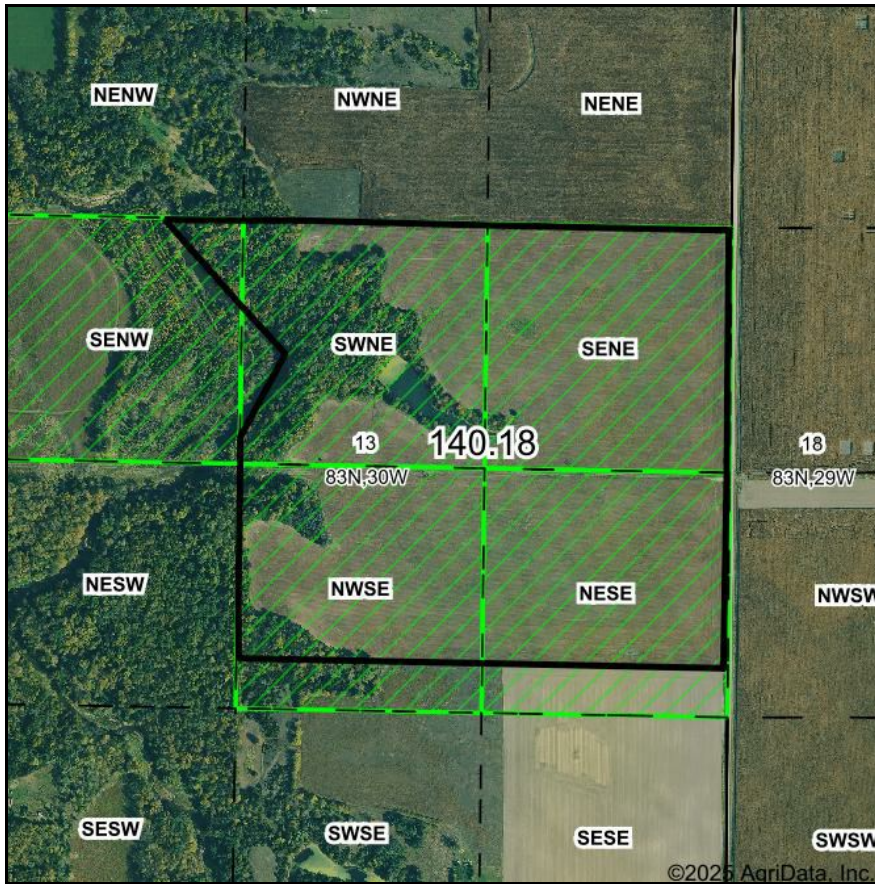 NENW
NWNE
NENE
SENW
SWNE
SENE
13
140.18
18
83N,30W
83N,29W
NESW
NWSE
NESE
NWSW
SESW
SWSE
SESE
SWSW
©2025 AgriData, Inc.